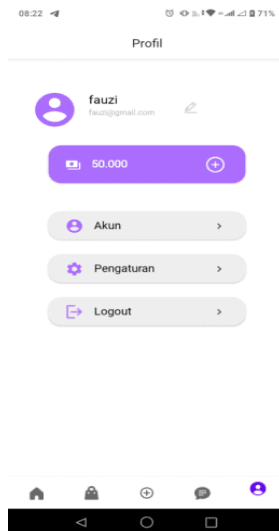 08:22 71%
Profil
fauzi
fauzi@gmail.com
50.000
Akun
Pengaturan
Logout